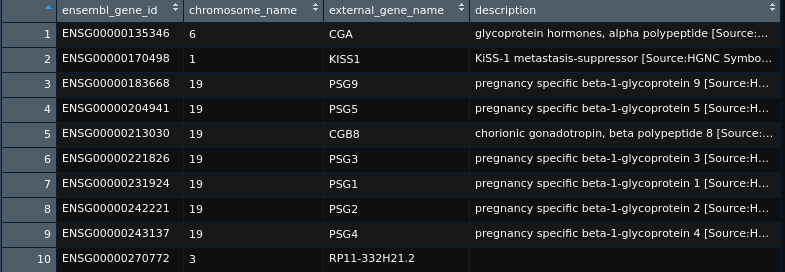 ensembl_gene_id chromosome_name external_gene_name description
1 ENSG00000135346 6 CGA glycoprotein hormones, alpha polypeptide [Source:...
2 ENSG00000170498 1 KISS1 KiSS-1 metastasis-suppressor [Source:HGNC Symbo...
3 ENSG00000183668 19 PSG9 pregnancy specific beta-1-glycoprotein 9 [Source:H...
4 ENSG00000204941 19 PSG5 pregnancy specific beta-1-glycoprotein 5 [Source:H...
5 ENSG00000213030 19 CGB8 chorionic gonadotropin, beta polypeptide 8 [Source:...
6 ENSG00000221826 19 PSG3 pregnancy specific beta-1-glycoprotein 3 [Source:H...
7 ENSG00000231924 19 PSG1 pregnancy specific beta-1-glycoprotein 1 [Source:H...
8 ENSG00000242221 19 PSG2 pregnancy specific beta-1-glycoprotein 2 [Source:H...
9 ENSG00000243137 19 PSG4 pregnancy specific beta-1-glycoprotein 4 [Source:H...
10 ENSG00000270772 3 RP11-332H21.2